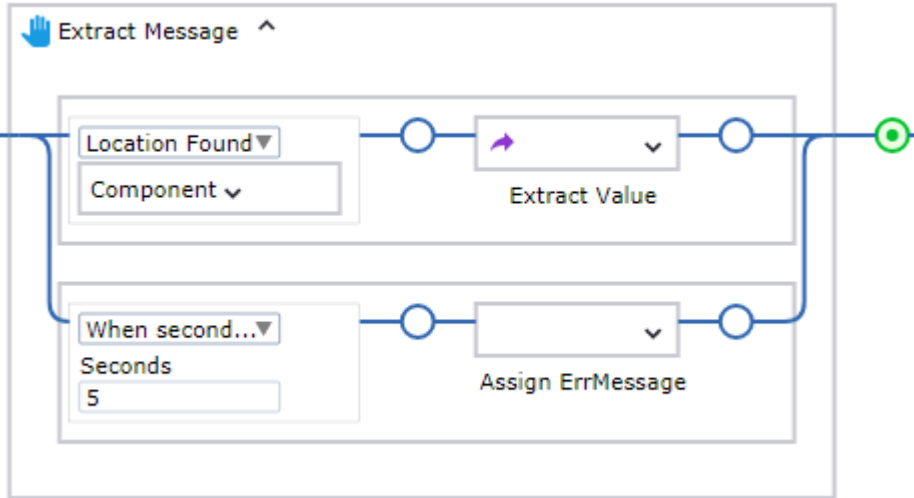 Extract Message
Location Found
Component
Extract Value
When second...
Seconds
5
Assign ErrMessage